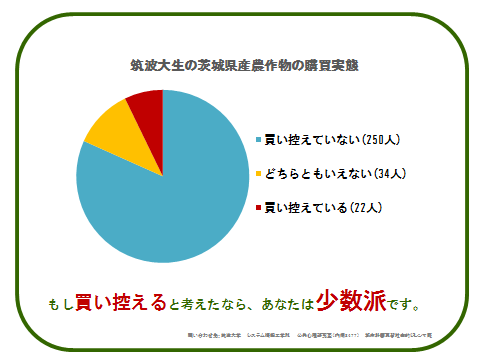 筑波大生の茨城県産農作物の購買実態
買い控えていない(250人)
どちらともいえない(34人)
買い控えている(22人)
もし買い控えると考えたなら、あなたは少数派です。